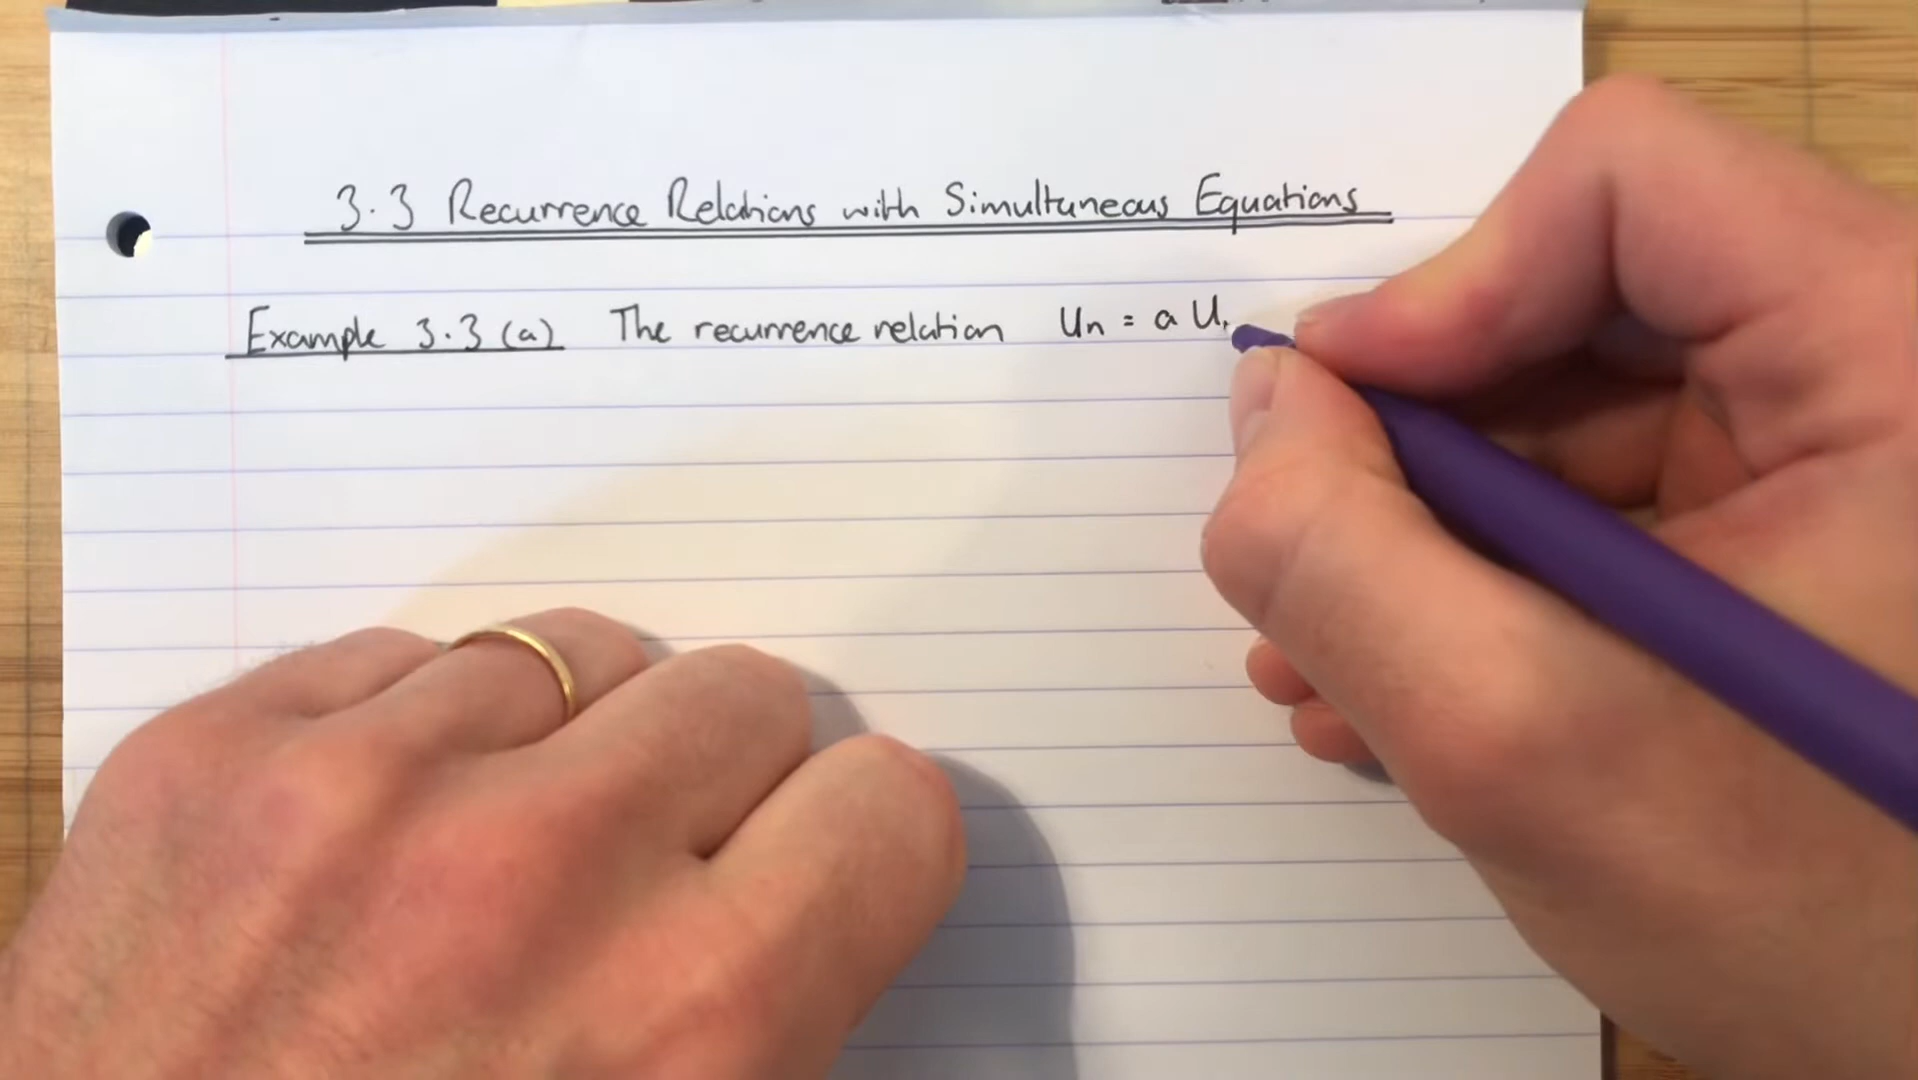 3.3 Recurrence Relations with Simultaneous Equations
Example 3.3 (a) The recurrence relation Un = a U